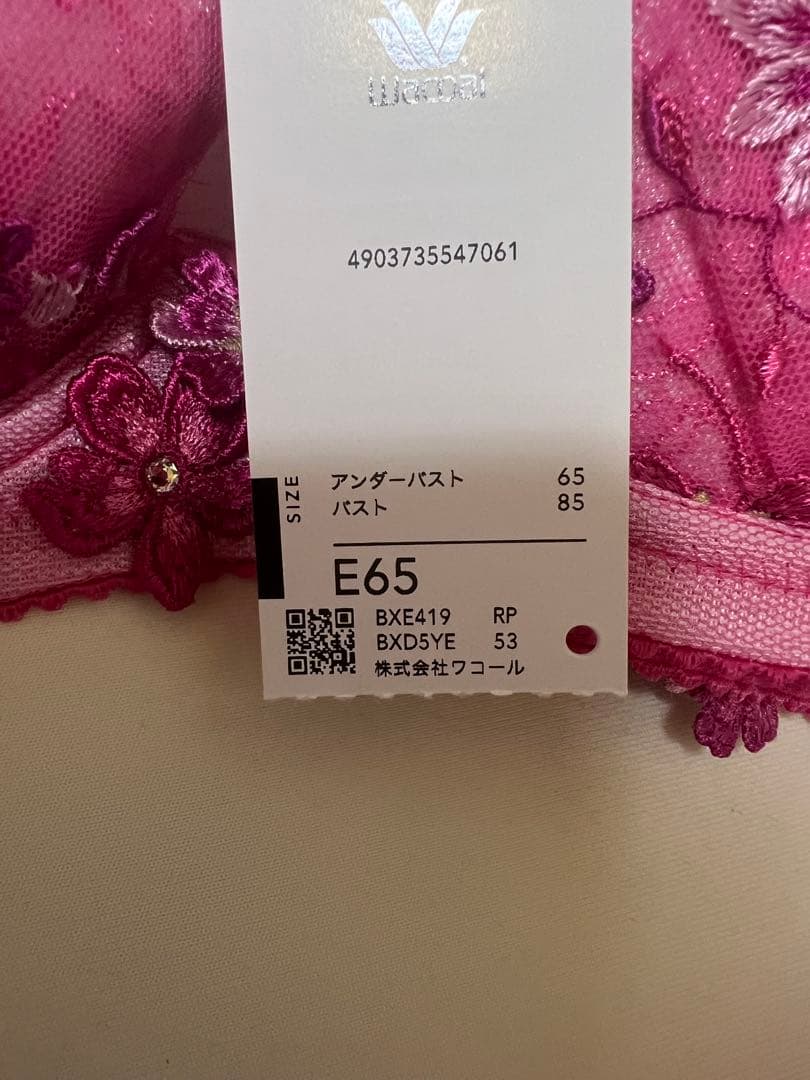 wacoal
4903735547061
SIZE
アンダーバスト 65
バスト 85
E65
BXE419 RP
BXD5YE 53
株式会社ワコール